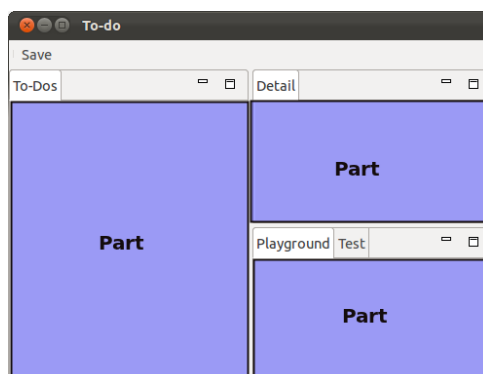 To-do
Save
To-Dos
Detail
Part
Part
Playground Test
Part